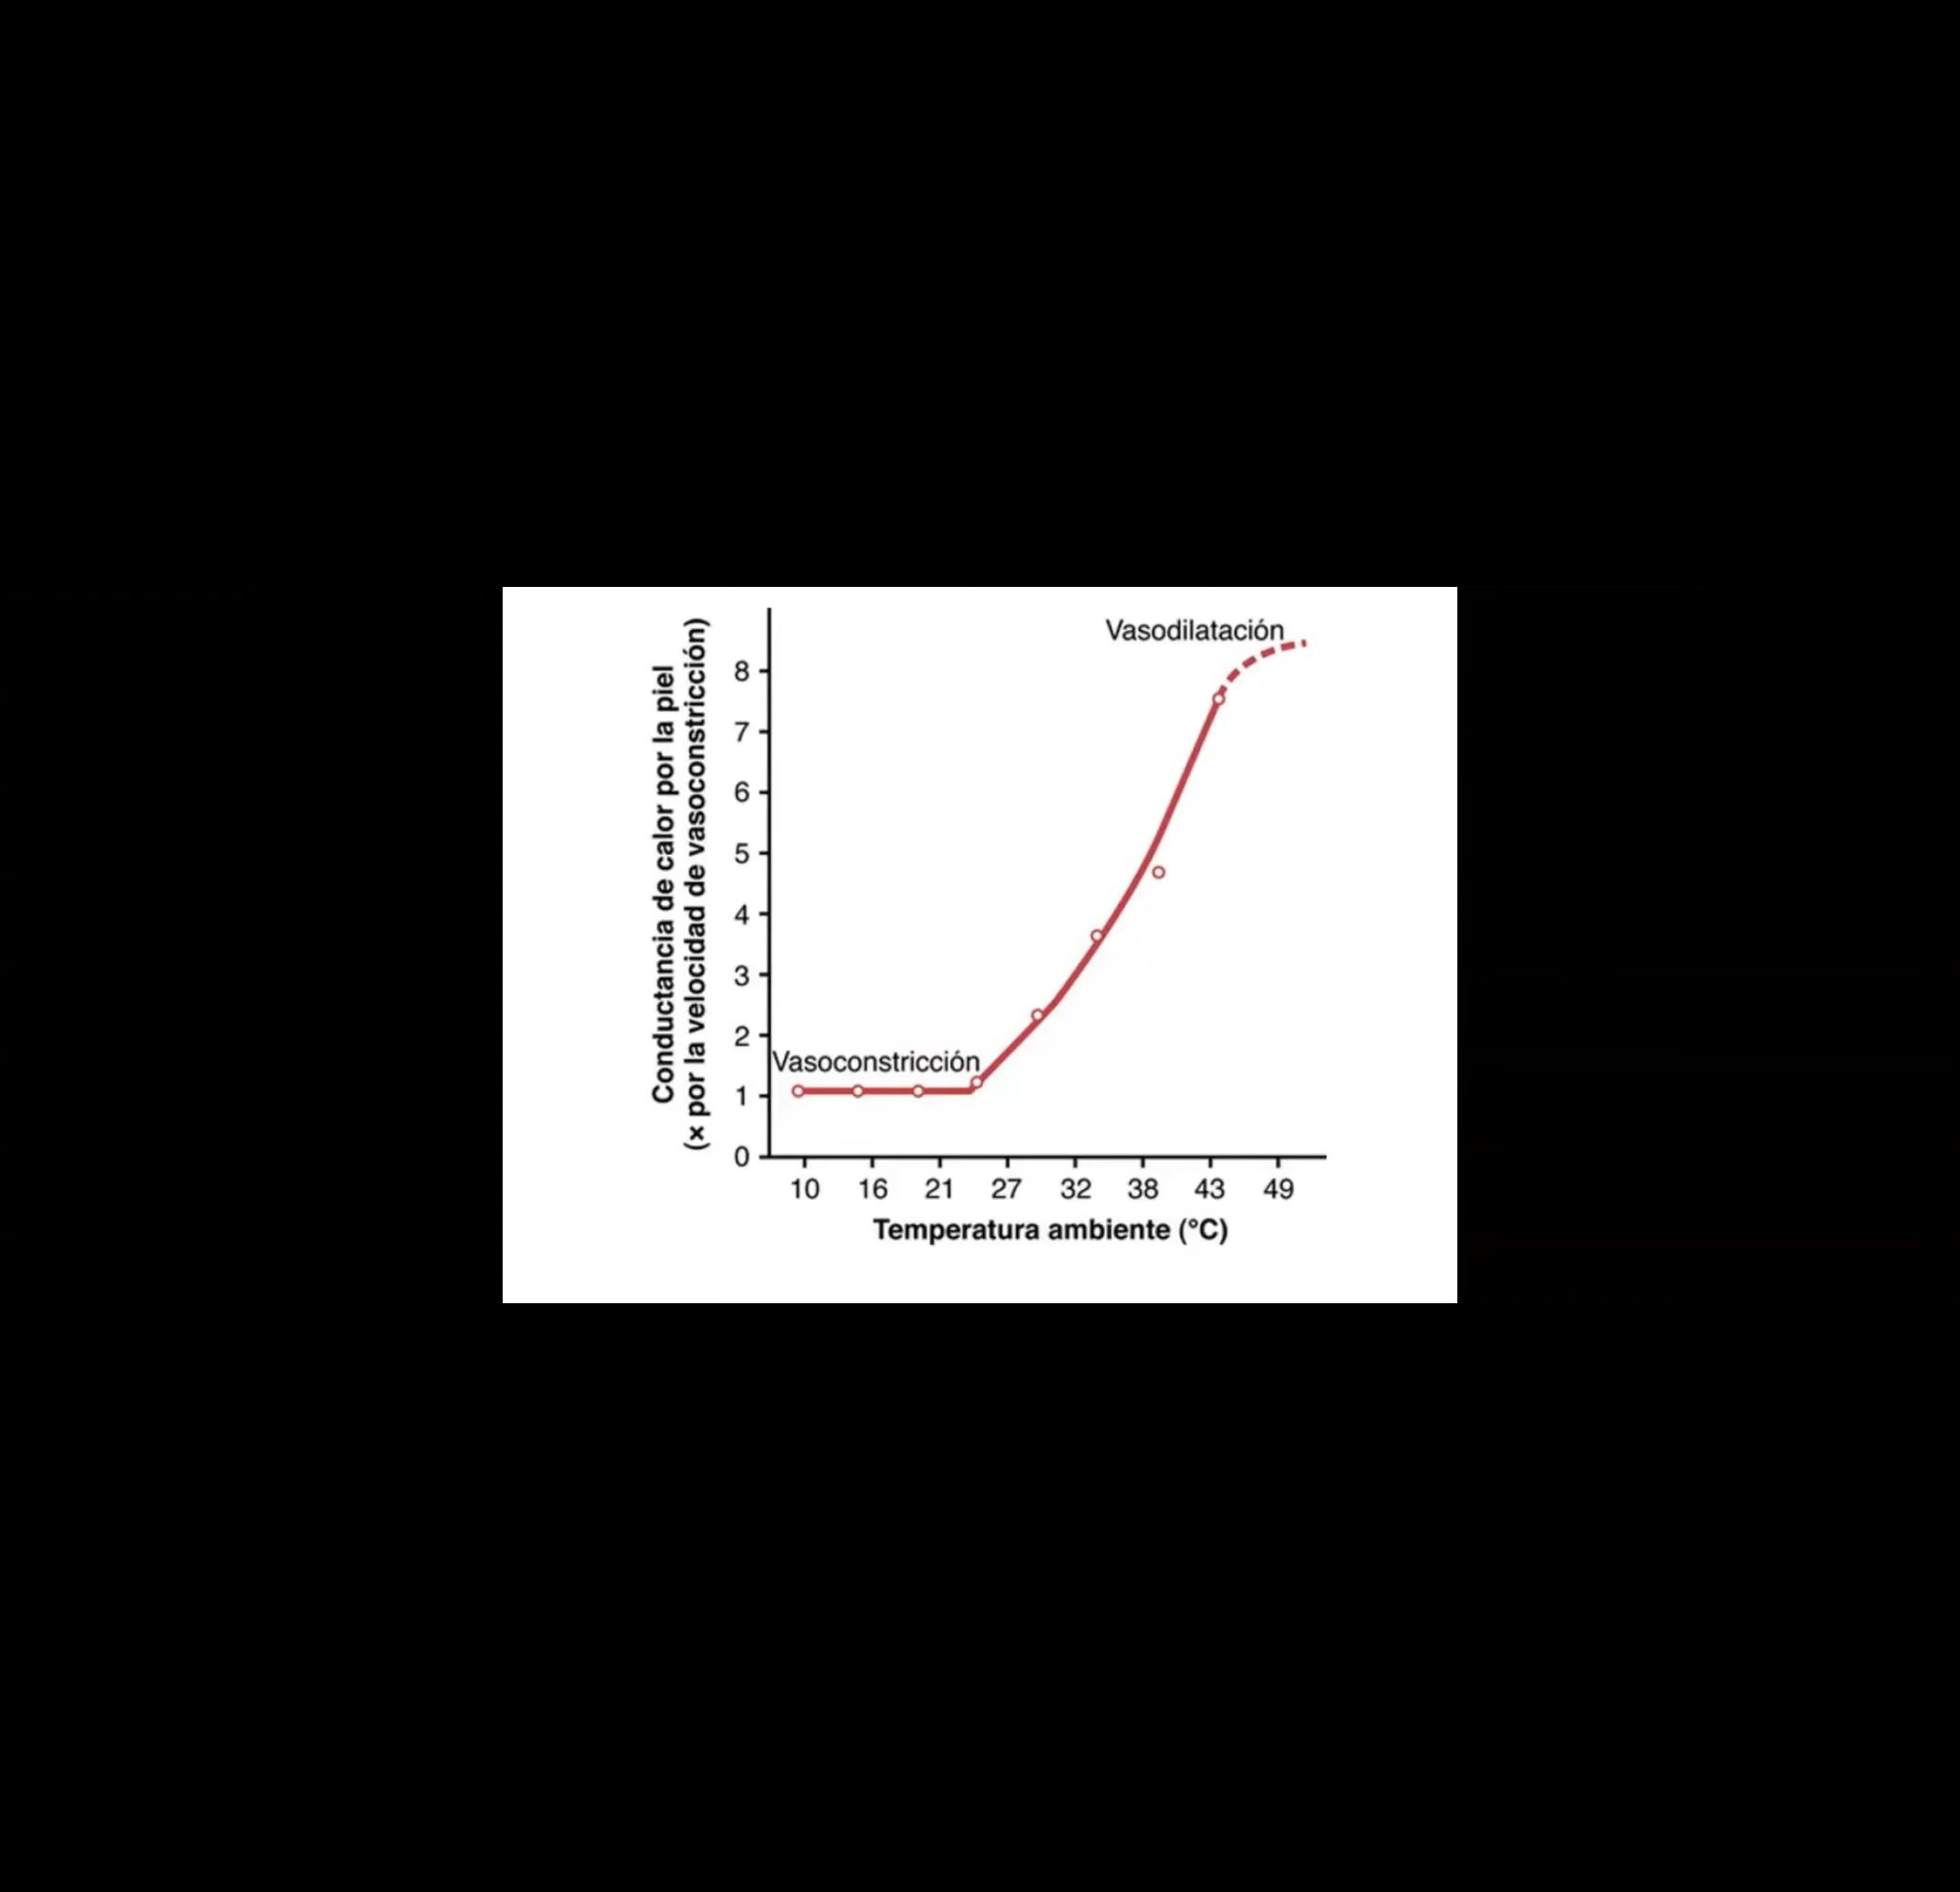 Conductancia de calor por la piel
(× por la velocidad de vasoconstricción)
Vasodilatación
8
7
6
5
4
3
2
Vasoconstricción
1
0
10 16 21 27 32 38 43 49
Temperatura ambiente (°C)